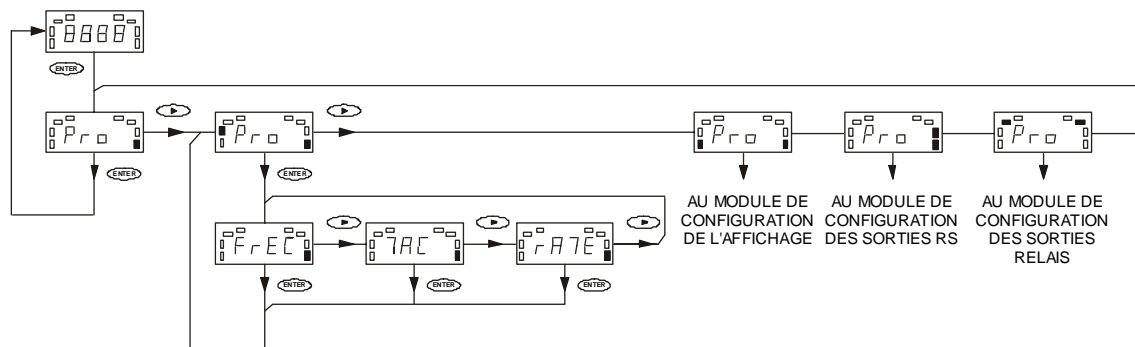 8888
ENTER
Pro
Pro
Pro
Pro
Pro
ENTER
ENTER
AU MODULE DE
CONFIGURATION
DE L'AFFICHAGE
AU MODULE DE
CONFIGURATION
DES SORTIES RS
AU MODULE DE
CONFIGURATION
DES SORTIES
RELAIS
FrEC
7AC
rA7E
ENTER
ENTER
ENTER